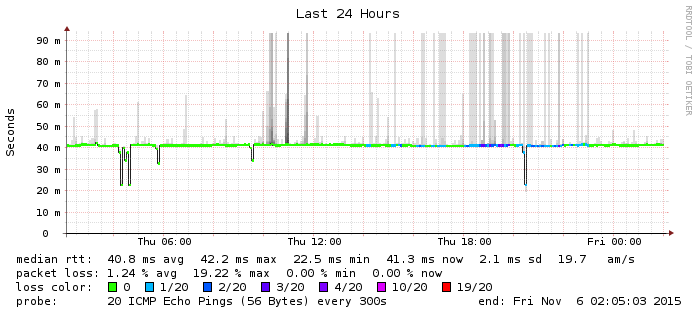 Last 24 Hours
RRDTOOL / TOBI OETIKER
Seconds
90 m
80 m
70 m
60 m
50 m
40 m
30 m
20 m
10 m
0
Thu 06:00 Thu 12:00 Thu 18:00 Fri 00:00
median rtt: 40.8 ms avg 42.2 ms max 22.5 ms min 41.3 ms now 2.1 ms sd 19.7 am/s
packet loss: 1.24 % avg 19.22 % max 0.00 % min 0.00 % now
loss color: 0 1/20 2/20 3/20 4/20 10/20 19/20
probe: 20 ICMP Echo Pings (56 Bytes) every 300s end: Fri Nov 6 02:05:03 2015